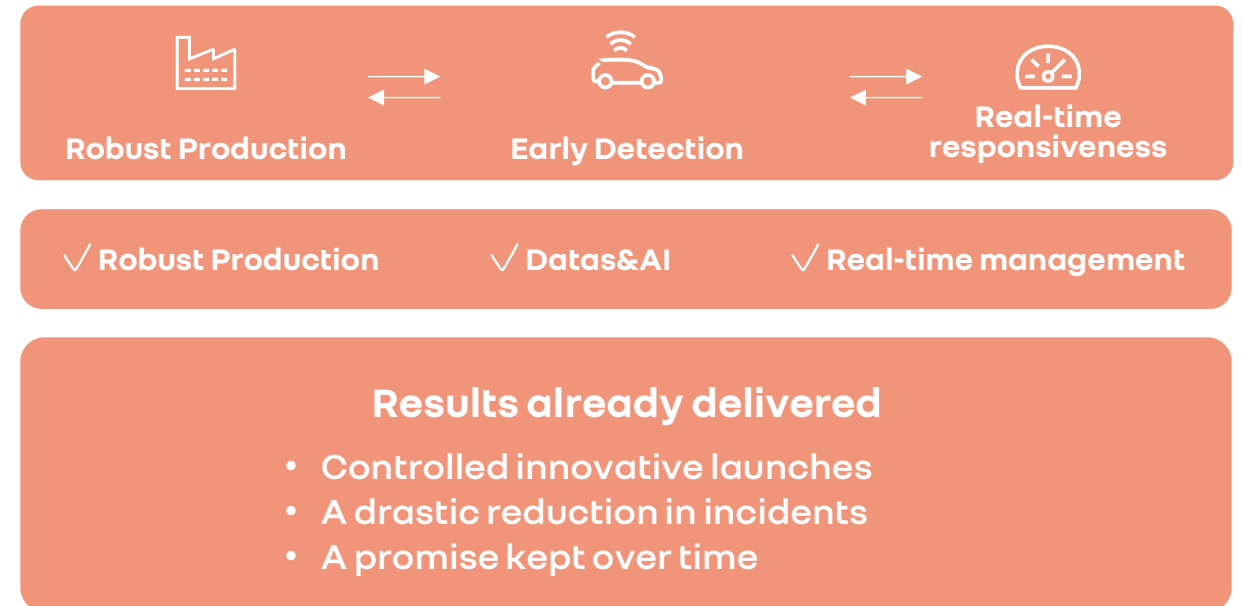 Robust Production
Early Detection
Real-time
responsiveness
✓ Robust Production
✓ Datas&AI
✓ Real-time management
Results already delivered
• Controlled innovative launches
• A drastic reduction in incidents
• A promise kept over time